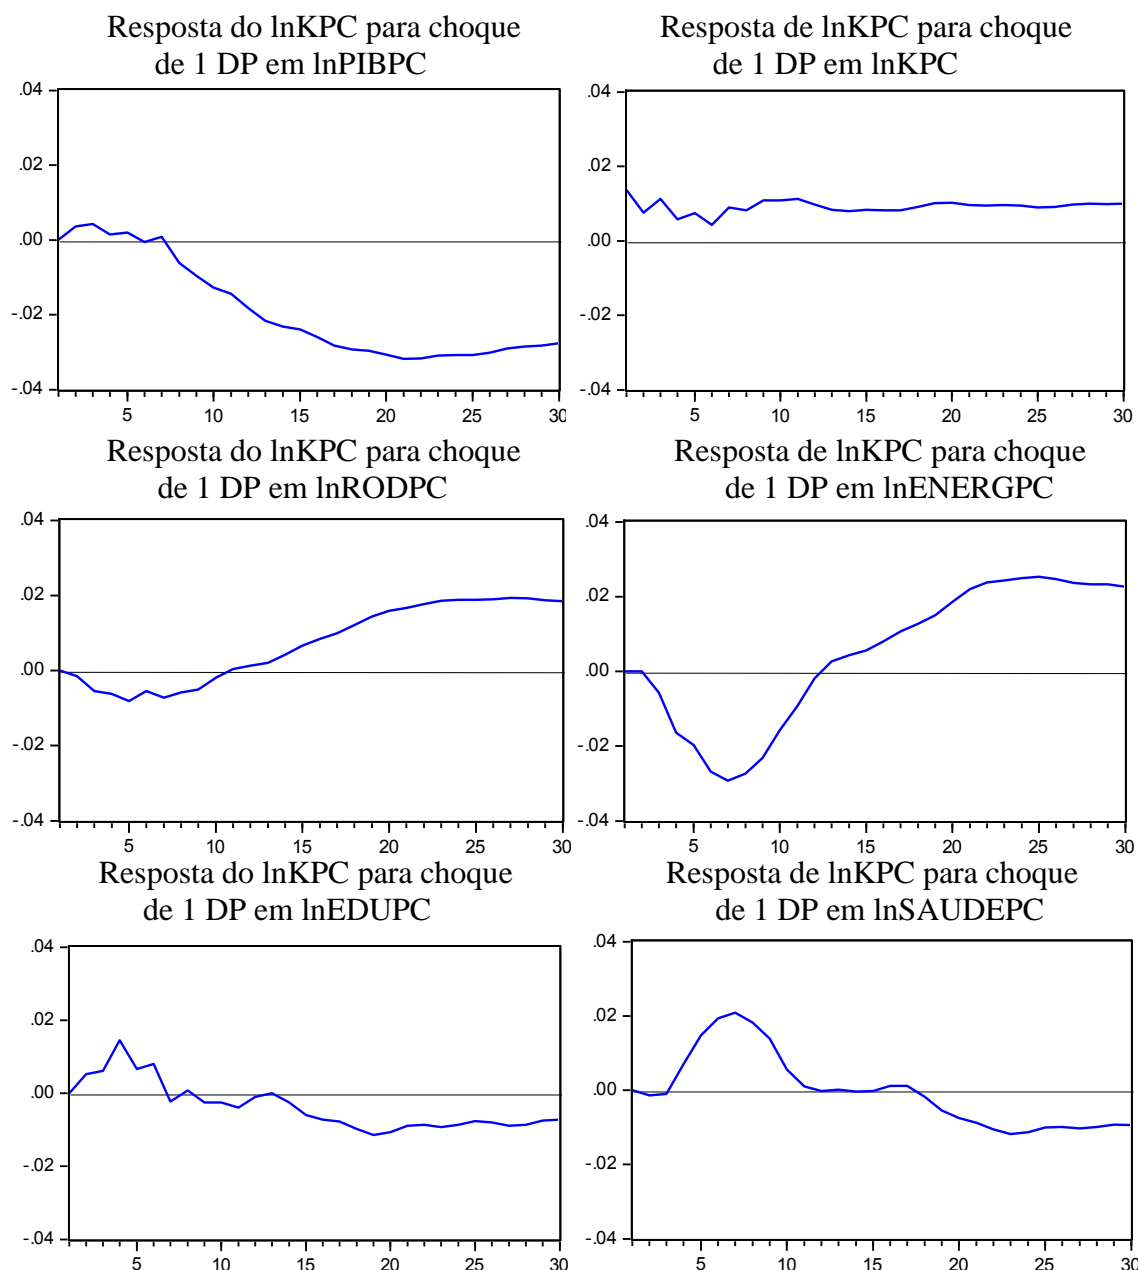 Resposta do lnKPC para choque
de 1 DP em lnPIBPC
.04
.02
.00
-.02
-.04
5 10 15 20 25 30
Resposta de lnKPC para choque
de 1 DP em lnKPC
.04
.02
.00
-.02
-.04
5 10 15 20 25 30
Resposta do lnKPC para choque
de 1 DP em lnRODPC
.04
.02
.00
-.02
-.04
5 10 15 20 25 30
Resposta de lnKPC para choque
de 1 DP em lnENERGPC
.04
.02
.00
-.02
-.04
5 10 15 20 25 30
Resposta do lnKPC para choque
de 1 DP em lnEDUPC
.04
.02
.00
-.02
-.04
5 10 15 20 25 30
Resposta de lnKPC para choque
de 1 DP em lnSAUDEPC
.04
.02
.00
-.02
-.04
5 10 15 20 25 30